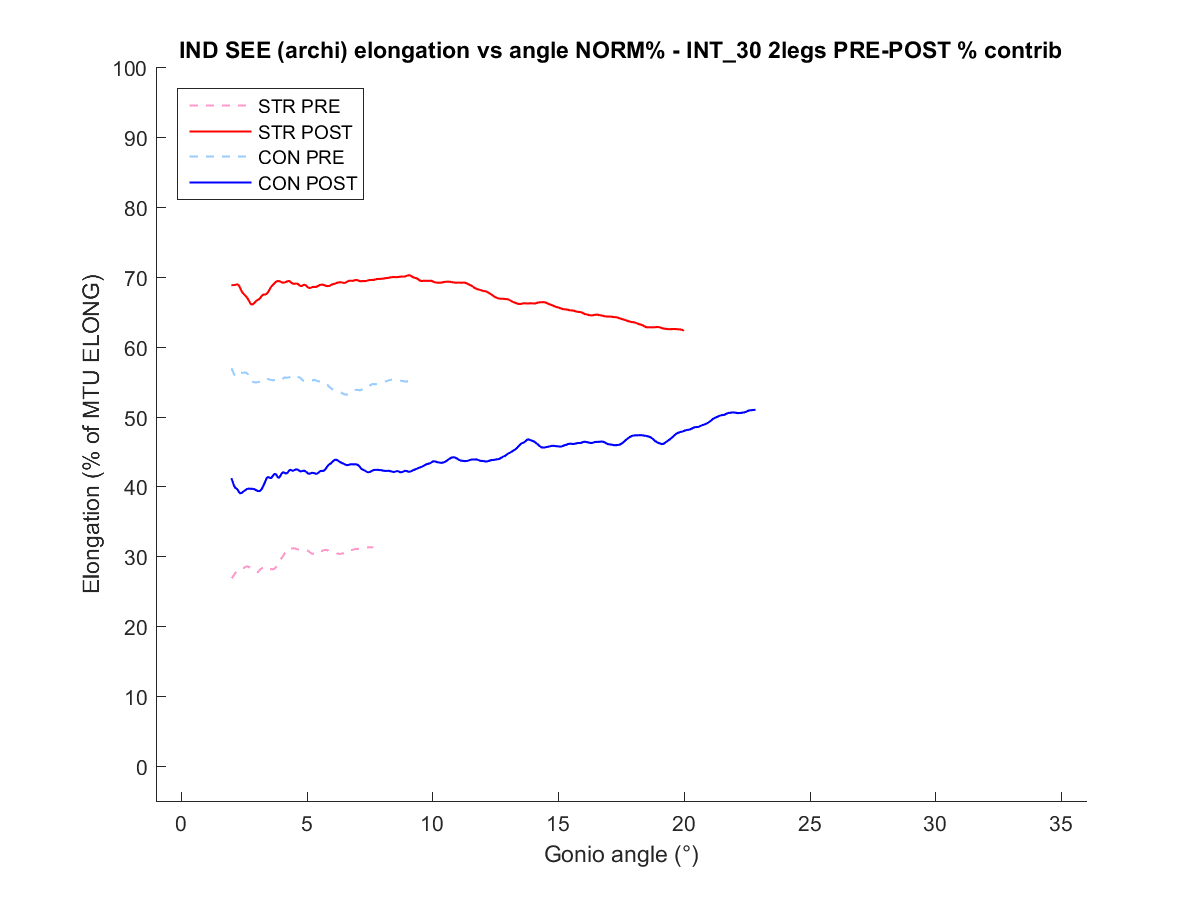 IND SEE (archi) elongation vs angle NORM% - INT_30 2legs PRE-POST % contrib
100
90
80
70
60
50
40
30
20
10
0
STR PRE
STR POST
CON PRE
CON POST
Elongation (% of MTU ELONG)
0 5 10 15 20 25 30 35
Gonio angle (°)